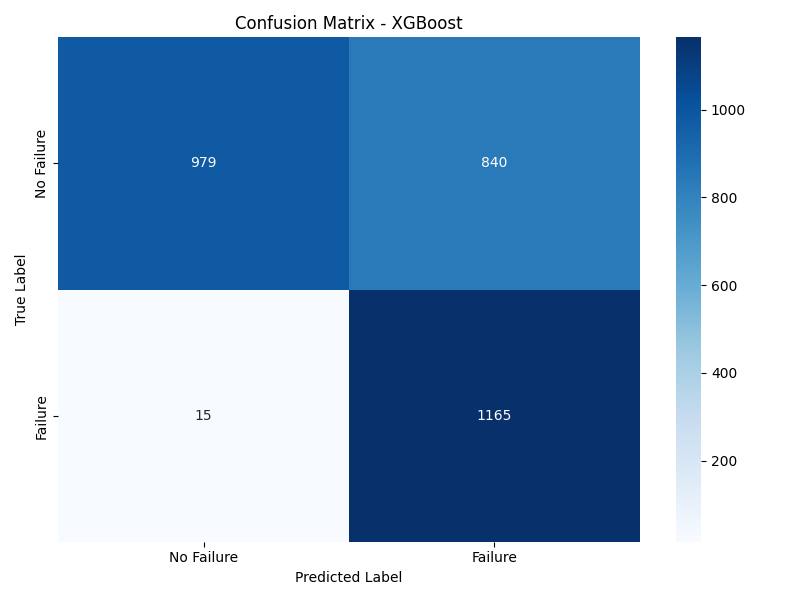 Confusion Matrix - XGBoost
No Failure
Failure
True Label
979
840
15
1165
No Failure
Failure
Predicted Label
1000
800
600
400
200